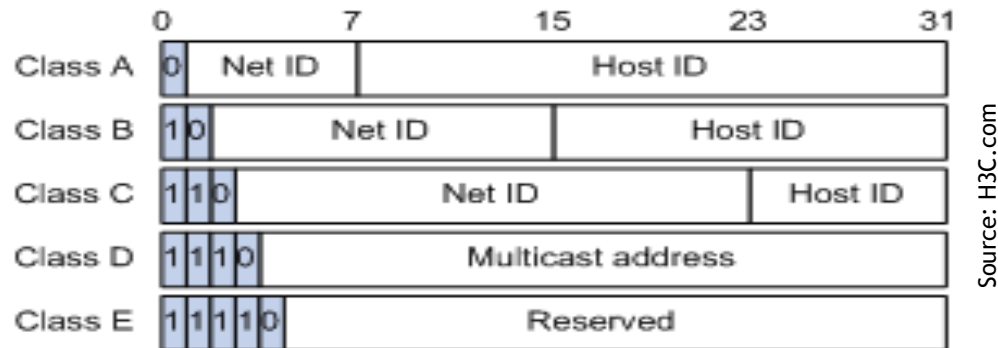 0 7 15 23 31
Class A 0 Net ID Host ID
Class B 1 0 Net ID Host ID
Class C 1 1 0 Net ID Host ID
Class D 1 1 1 0 Multicast address
Class E 1 1 1 1 0 Reserved
Source: H3C.com